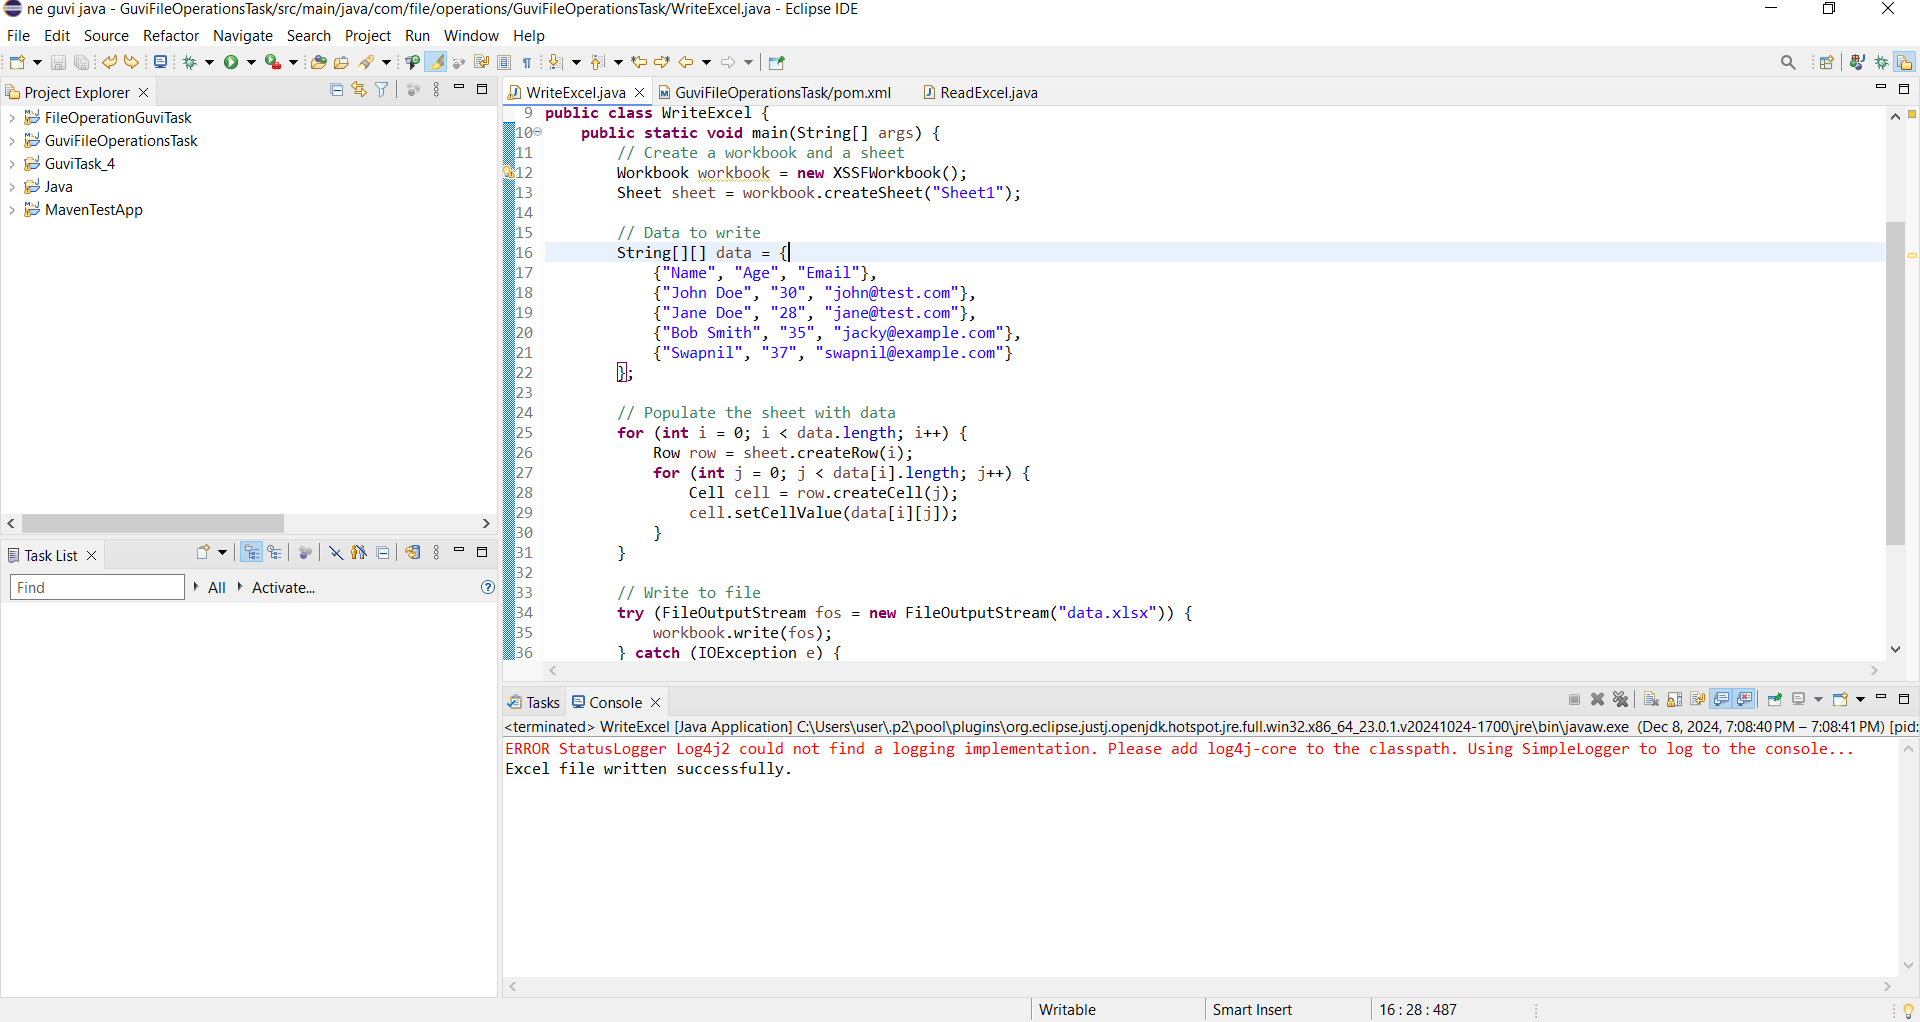 ne guvi java - GuviFileOperationsTask/src/main/java/com/file/operations/GuviFileOperationsTask/WriteExcel.java - Eclipse IDE
File Edit Source Refactor Navigate Search Project Run Window Help
Project Explorer
FileOperationGuviTask
GuviFileOperationsTask
GuviTask_4
Java
MavenTestApp
Task List
Find
All
Activate...
WriteExcel.java
GuviFileOperationsTask/pom.xml
ReadExcel.java
9 public class WriteExcel {
10 public static void main(String[] args) {
11 // Create a workbook and a sheet
12 Workbook workbook = new XSSFWorkbook();
13 Sheet sheet = workbook.createSheet("Sheet1");
14
15 // Data to write
16 String[][] data = {
17 {"Name", "Age", "Email"},
18 {"John Doe", "30", "john@test.com"},
19 {"Jane Doe", "28", "jane@test.com"},
20 {"Bob Smith", "35", "jacky@example.com"},
21 {"Swapnil", "37", "swapnil@example.com"}
22 };
23
24 // Populate the sheet with data
25 for (int i = 0; i < data.length; i++) {
26 Row row = sheet.createRow(i);
27 for (int j = 0; j < data[i].length; j++) {
28 Cell cell = row.createCell(j);
29 cell.setCellValue(data[i][j]);
30 }
31 }
32
33 // Write to file
34 try (FileOutputStream fos = new FileOutputStream("data.xlsx")) {
35 workbook.write(fos);
36 } catch (IOException e) {
Tasks
Console
<terminated> WriteExcel [Java Application] C:\Users\user\.p2\pool\plugins\org.eclipse.justj.openjdk.hotspot.jre.full.win32.x86_64_23.0.1.v20241024-1700\jre\bin\javaw.exe (Dec 8, 2024, 7:08:40 PM – 7:08:41 PM) [pid:
ERROR StatusLogger Log4j2 could not find a logging implementation. Please add log4j-core to the classpath. Using SimpleLogger to log to the console...
Excel file written successfully.
Writable
Smart Insert
16 : 28 : 487